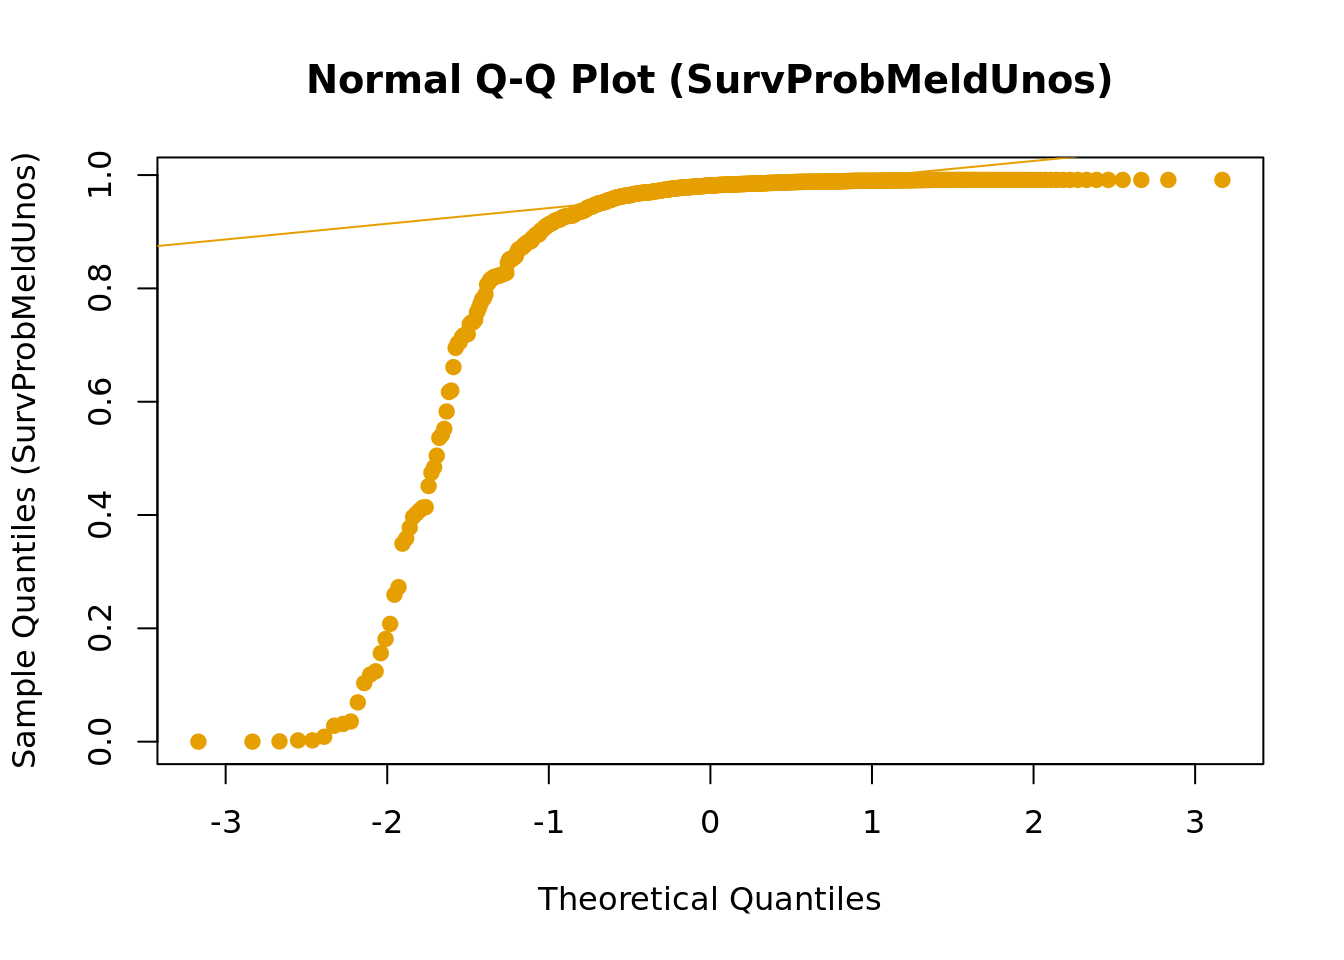 Normal Q-Q Plot (SurvProbMeldUnos)
Sample Quantiles (SurvProbMeldUnos)
1.0
0.8
0.6
0.4
0.2
0.0
-3 -2 -1 0 1 2 3
Theoretical Quantiles